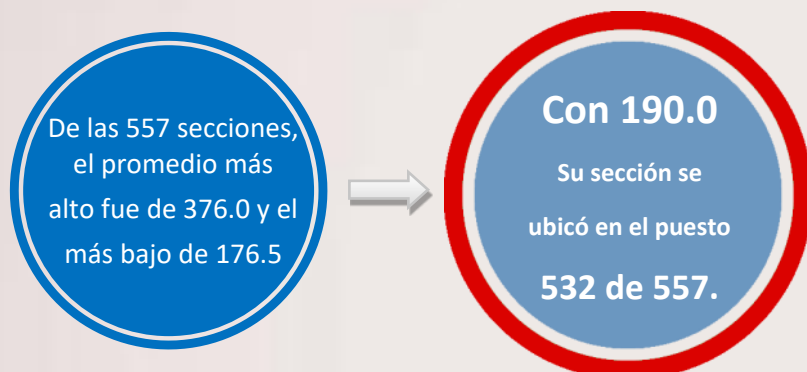 De las 557 secciones,
el promedio más
alto fue de 376.0 y el
más bajo de 176.5
Con 190.0
Su sección se
ubicó en el puesto
532 de 557.